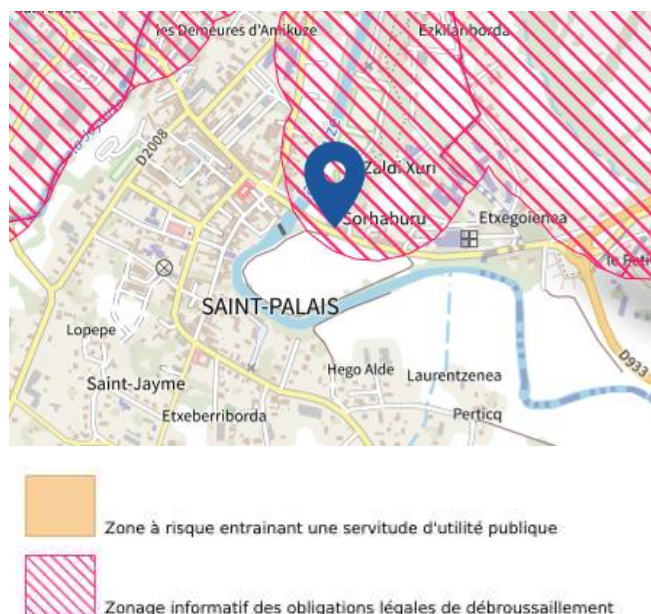 les Demeures d'Amikuze
Ezkilanborda
D2008
Zaldi Xuri
Sorhaburu
Etxegoienea
SAINT-PALAIS
Lopepe
Saint-Jayme
Hego Alde
Laurentzenea
D933
Etxeberriborda
Perticq
Zone à risque entrainant une servitude d'utilité publique
Zonage informatif des obligations légales de débroussaillement